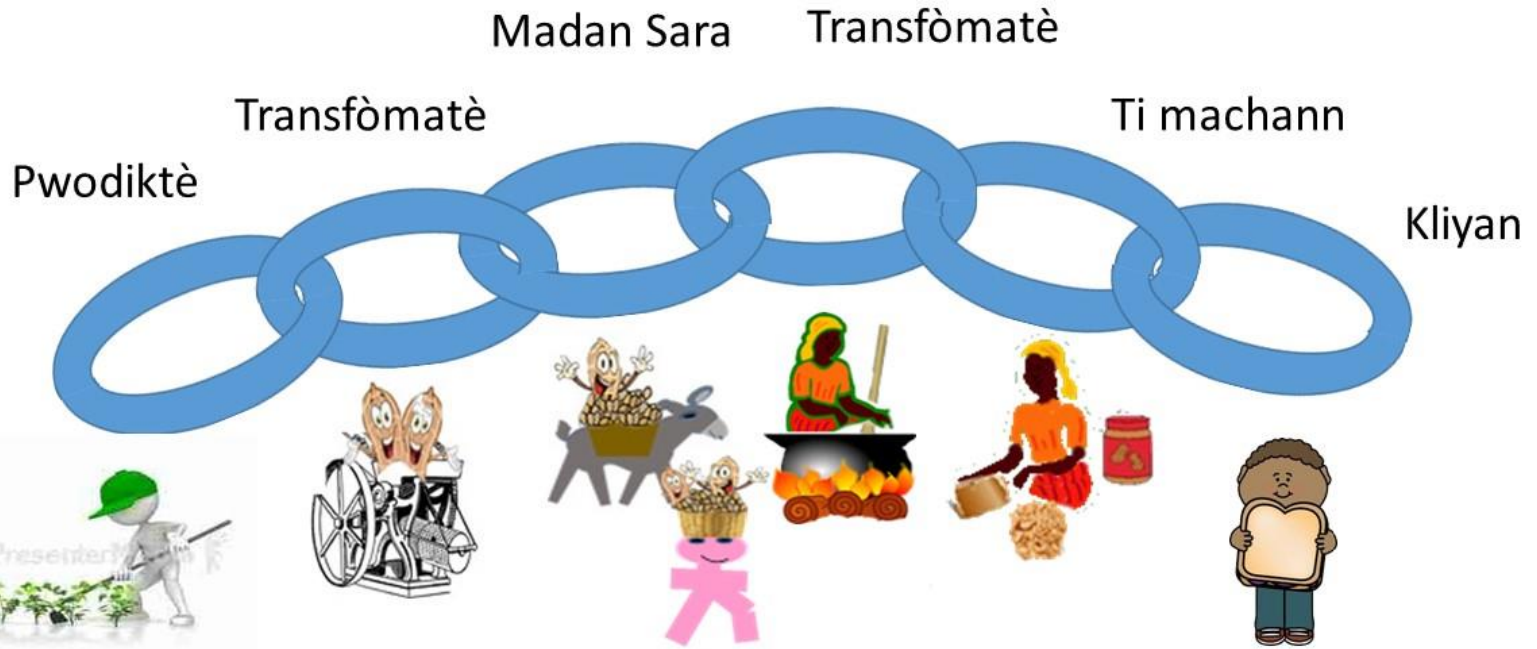 Pwodiktè
Transfòmatè
Madan Sara
Transfòmatè
Ti machann
Kliyan